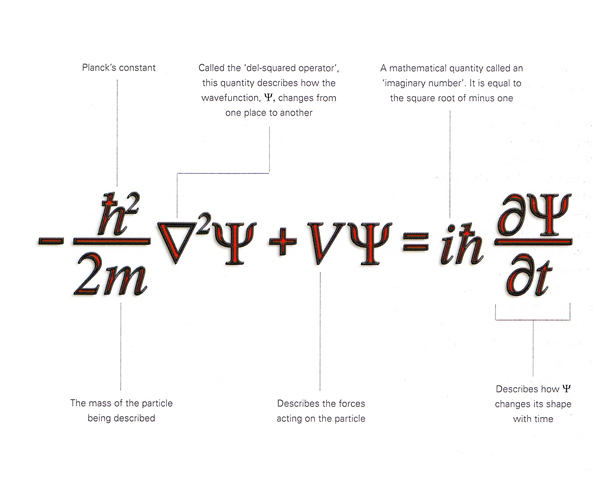 Planck's constant
Called the 'del-squared operator',
this quantity describes how the
wavefunction, Ψ, changes from
one place to another
A mathematical quantity called an
'imaginary number'. It is equal to
the square root of minus one
-ħ²/2m ∇²Ψ + VΨ = iħ ∂Ψ/∂t
The mass of the particle
being described
Describes the forces
acting on the particle
Describes how Ψ
changes its shape
with time